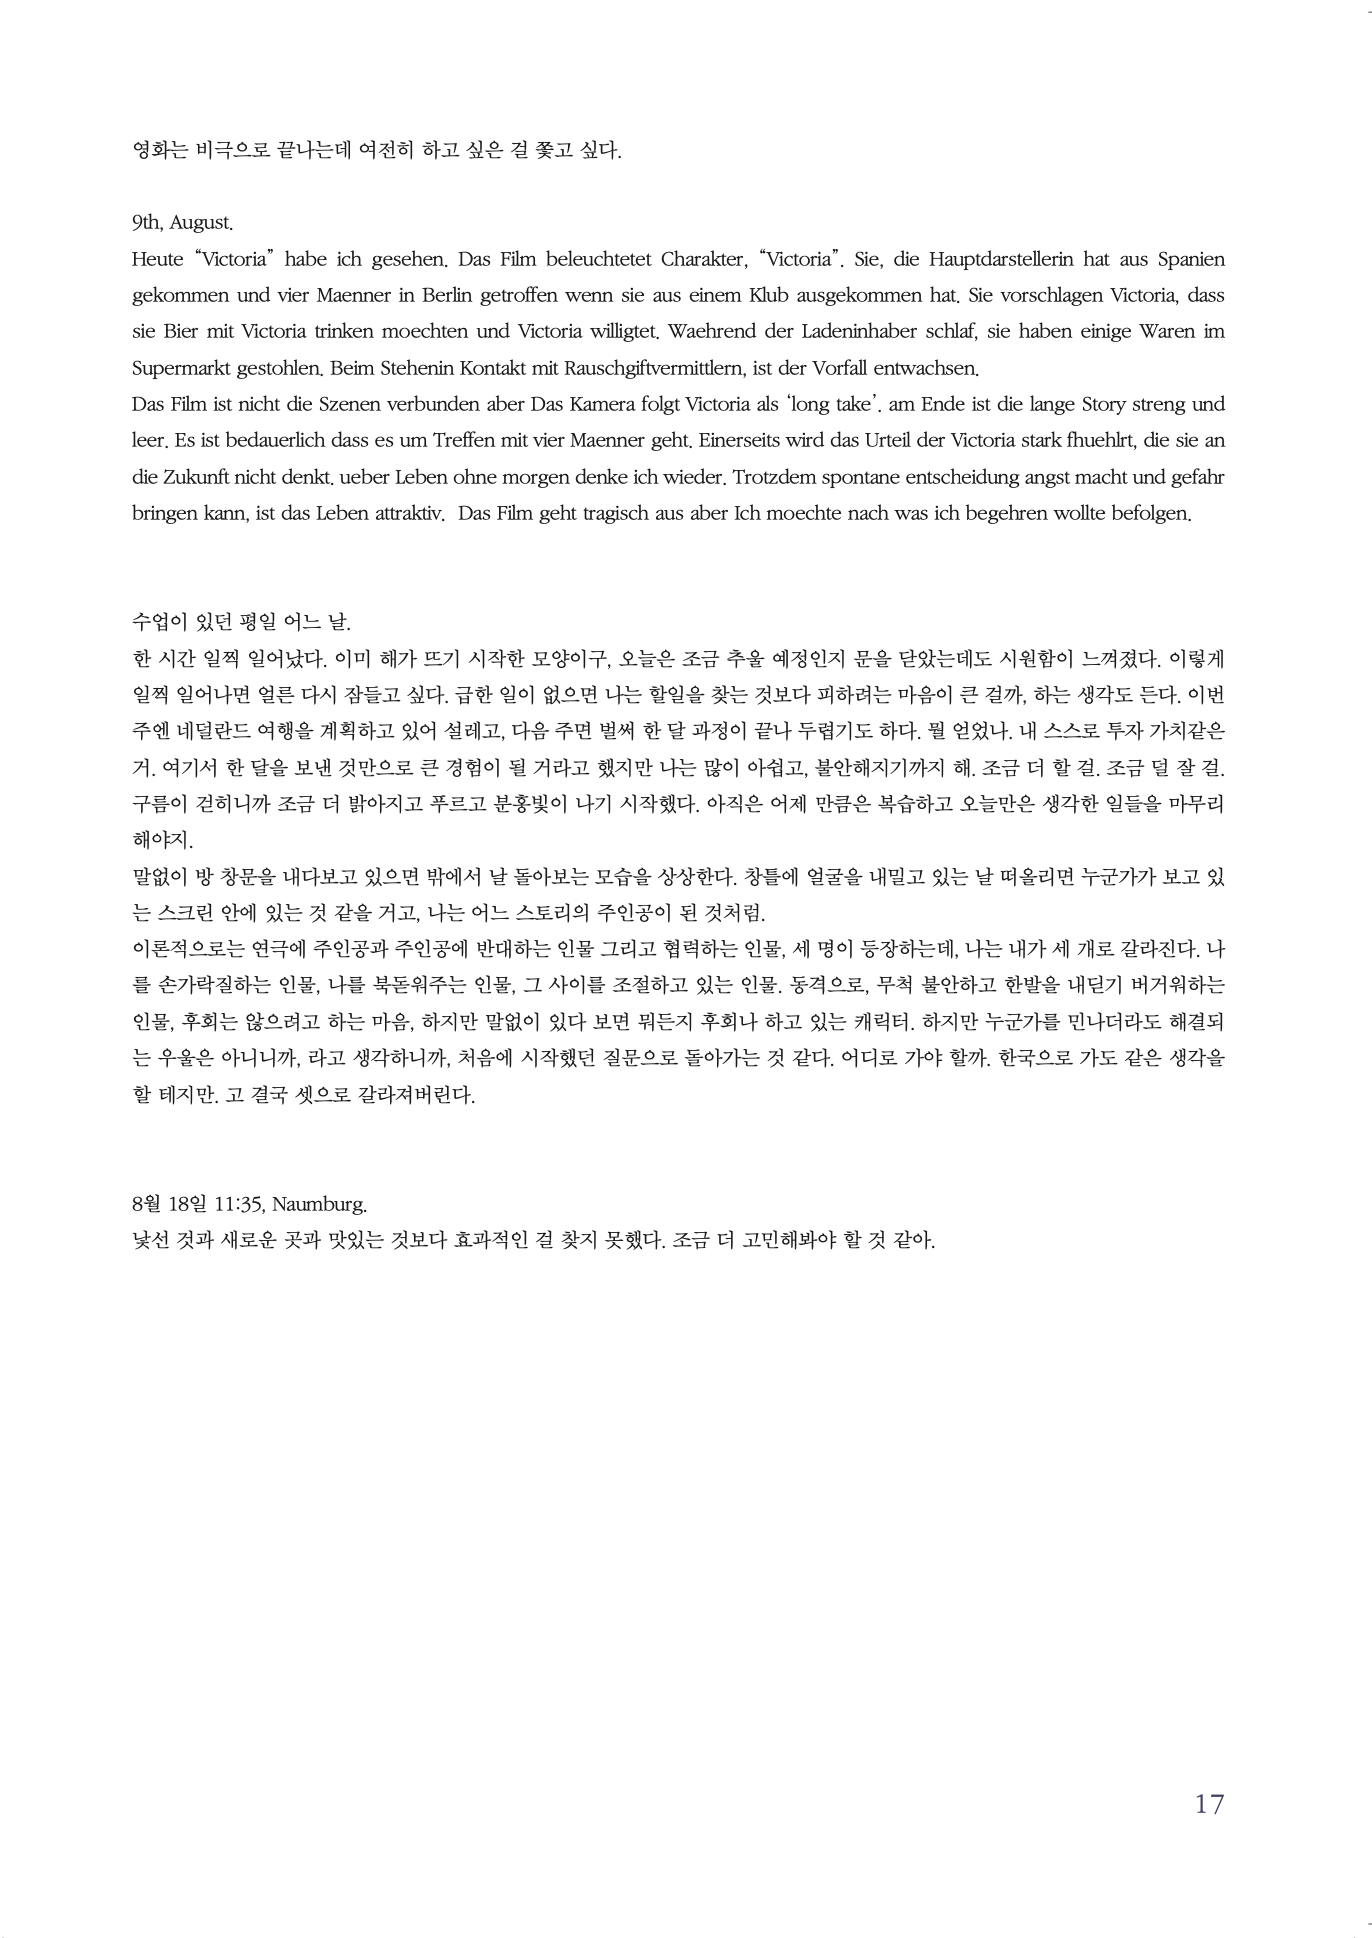 영화는 비극으로 끝나는데 여전히 하고 싶은 걸 쫓고 싶다.
9th, August.
Heute “Victoria” habe ich gesehen. Das Film beleuchtetet Charakter, “Victoria”. Sie, die Hauptdarstellerin hat aus Spanien
gekommen und vier Maenner in Berlin getroffen wenn sie aus einem Klub ausgekommen hat. Sie vorschlagen Victoria, dass
sie Bier mit Victoria trinken moechten und Victoria willigtet. Waehrend der Ladeninhaber schlaf, sie haben einige Waren im
Supermarkt gestohlen. Beim Stehenin Kontakt mit Rauschgiftvermittlern, ist der Vorfall entwachsen.
Das Film ist nicht die Szenen verbunden aber Das Kamera folgt Victoria als ‘long take’. am Ende ist die lange Story streng und
leer. Es ist bedauerlich dass es um Treffen mit vier Maenner geht. Einerseits wird das Urteil der Victoria stark fhuehlrt, die sie an
die Zukunft nicht denkt. ueber Leben ohne morgen denke ich wieder. Trotzdem spontane entscheidung angst macht und gefahr
bringen kann, ist das Leben attraktiv.  Das Film geht tragisch aus aber Ich moechte nach was ich begehren wollte befolgen.
수업이 있던 평일 어느 날.
한 시간 일찍 일어났다. 이미 해가 뜨기 시작한 모양이구, 오늘은 조금 추울 예정인지 문을 닫았는데도 시원함이 느껴졌다. 이렇게
일찍 일어나면 얼른 다시 잠들고 싶다. 급한 일이 없으면 나는 할일을 찾는 것보다 피하려는 마음이 큰 걸까, 하는 생각도 든다. 이번
주엔 네덜란드 여행을 계획하고 있어 설레고, 다음 주면 벌써 한 달 과정이 끝나 두렵기도 하다. 뭘 얻었나. 내 스스로 투자 가치같은
거. 여기서 한 달을 보낸 것만으로 큰 경험이 될 거라고 했지만 나는 많이 아쉽고, 불안해지기까지 해. 조금 더 할 걸. 조금 덜 잘 걸.
구름이 걷히니까 조금 더 밝아지고 푸르고 분홍빛이 나기 시작했다. 아직은 어제 만큼은 복습하고 오늘만은 생각한 일들을 마무리
해야지.
말없이 방 창문을 내다보고 있으면 밖에서 날 돌아보는 모습을 상상한다. 창틀에 얼굴을 내밀고 있는 날 떠올리면 누군가가 보고 있
는 스크린 안에 있는 것 같을 거고, 나는 어느 스토리의 주인공이 된 것처럼.
이론적으로는 연극에 주인공과 주인공에 반대하는 인물 그리고 협력하는 인물, 세 명이 등장하는데, 나는 내가 세 개로 갈라진다. 나
를 손가락질하는 인물, 나를 북돋워주는 인물, 그 사이를 조절하고 있는 인물. 동격으로, 무척 불안하고 한발을 내딛기 버거워하는
인물, 후회는 않으려고 하는 마음, 하지만 말없이 있다 보면 뭐든지 후회나 하고 있는 캐릭터. 하지만 누군가를 민나더라도 해결되
는 우울은 아니니까, 라고 생각하니까, 처음에 시작했던 질문으로 돌아가는 것 같다. 어디로 가야 할까. 한국으로 가도 같은 생각을
할 테지만. 고 결국 셋으로 갈라져버린다.
8월 18일 11:35, Naumburg.
낯선 것과 새로운 곳과 맛있는 것보다 효과적인 걸 찾지 못했다. 조금 더 고민해봐야 할 것 같아.
17